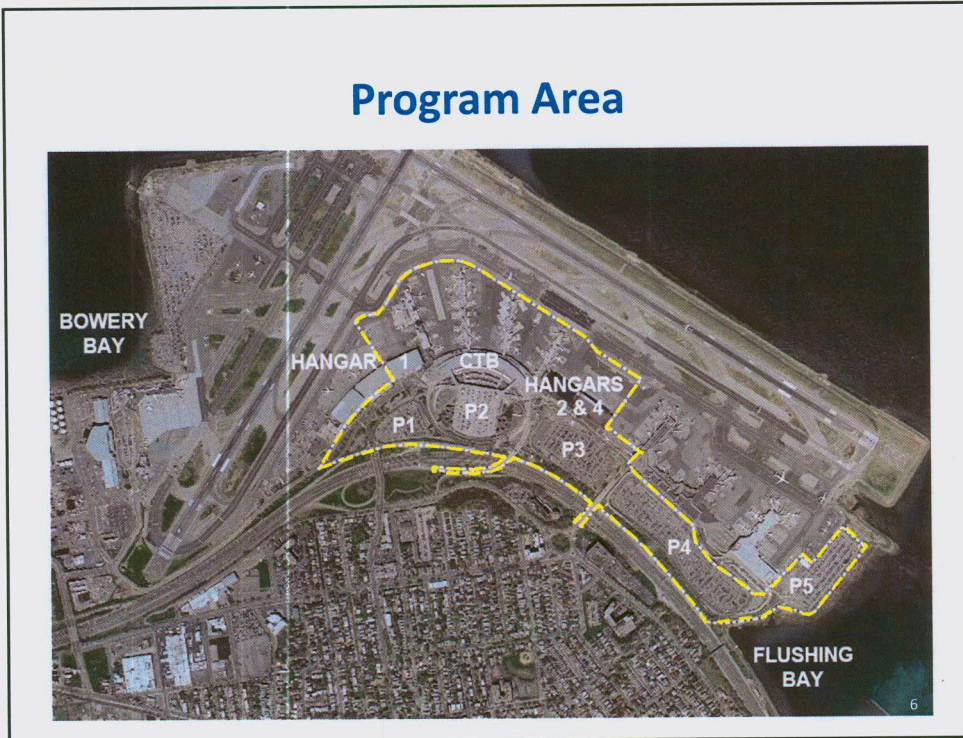 Program Area
BOWERY
BAY
HANGAR 1
CTB
HANGARS
2 & 4
P1
P2
P3
P4
P5
FLUSHING
BAY
6